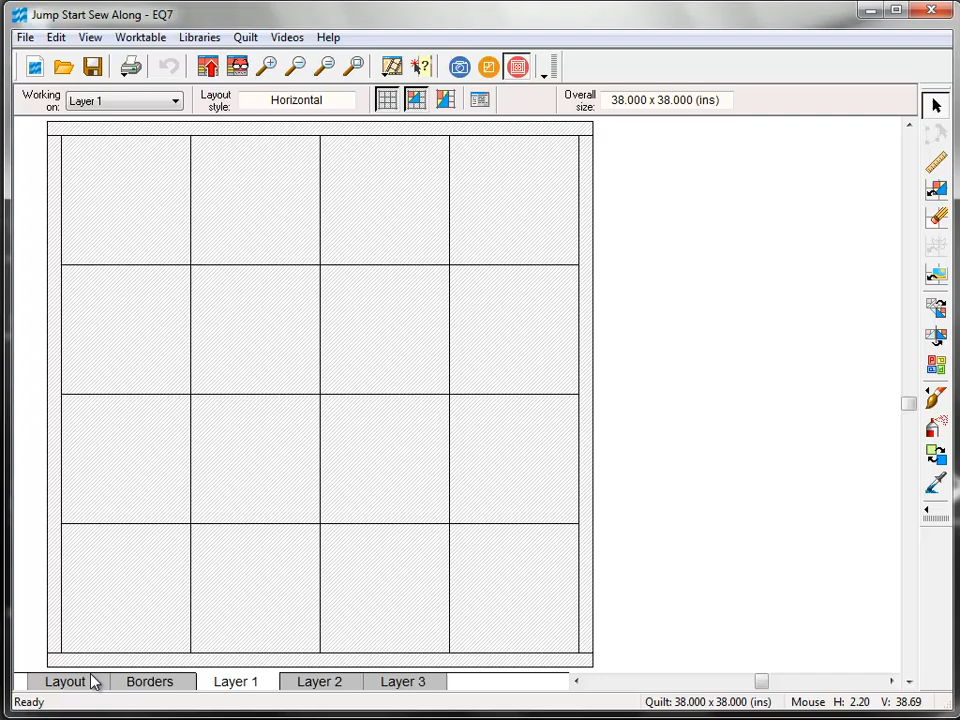 Jump Start Sew Along - EQ7
File Edit View Worktable Libraries Quilt Videos Help
Working on: Layer 1 Layout style: Horizontal Overall size: 38.000 x 38.000 (ins)
Layout Borders Layer 1 Layer 2 Layer 3
Ready Quilt: 38.000 x 38.000 (ins) Mouse H: 2.20 V: 38.69